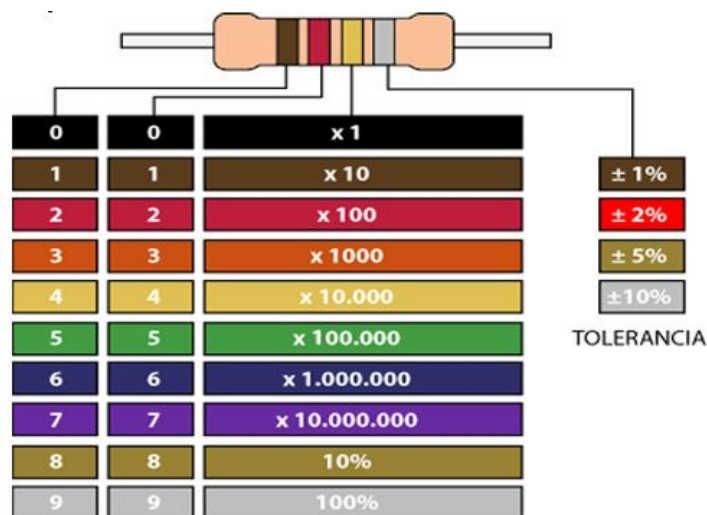 0 0 x 1
1 1 x 10 ± 1%
2 2 x 100 ± 2%
3 3 x 1000 ± 5%
4 4 x 10.000 ±10%
5 5 x 100.000 TOLERANCIA
6 6 x 1.000.000
7 7 x 10.000.000
8 8 10%
9 9 100%